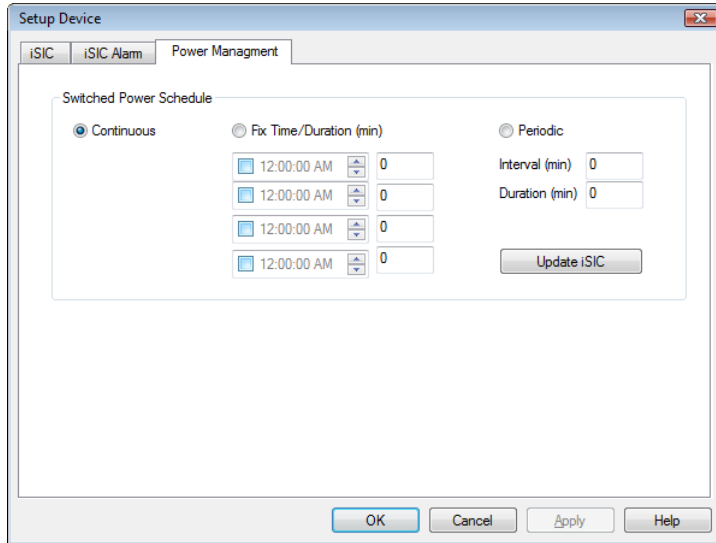 Setup Device
iSIC iSIC Alarm Power Managment
Switched Power Schedule
Continuous Fix Time/Duration (min) Periodic
12:00:00 AM 0 Interval (min) 0
12:00:00 AM 0 Duration (min) 0
12:00:00 AM 0
12:00:00 AM 0 Update iSIC
OK Cancel Apply Help